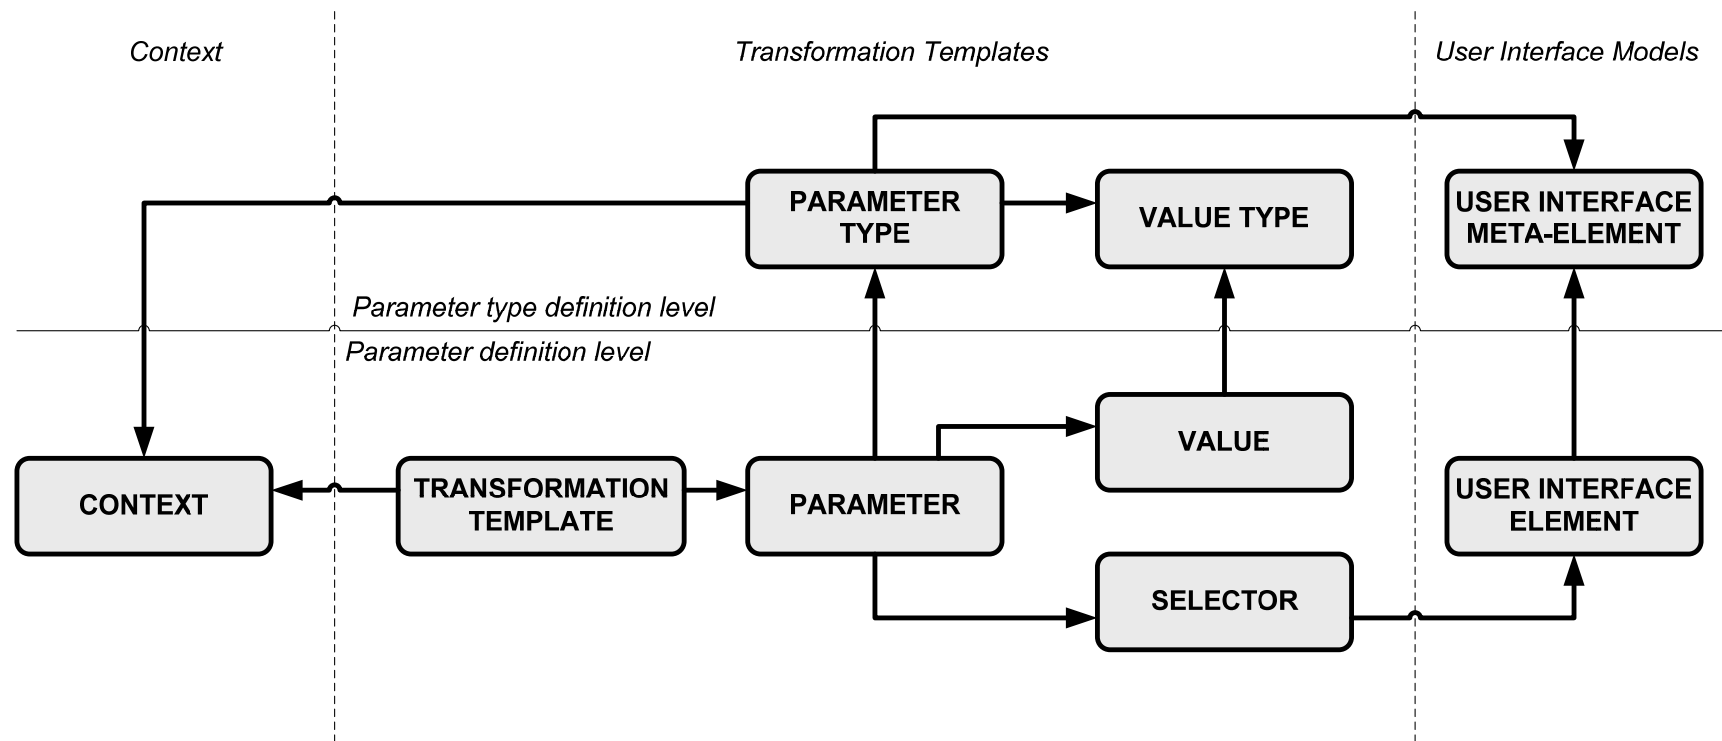 Context
Transformation Templates
User Interface Models
PARAMETER
TYPE
VALUE TYPE
USER INTERFACE
META-ELEMENT
Parameter type definition level
Parameter definition level
CONTEXT
TRANSFORMATION
TEMPLATE
PARAMETER
VALUE
USER INTERFACE
ELEMENT
SELECTOR